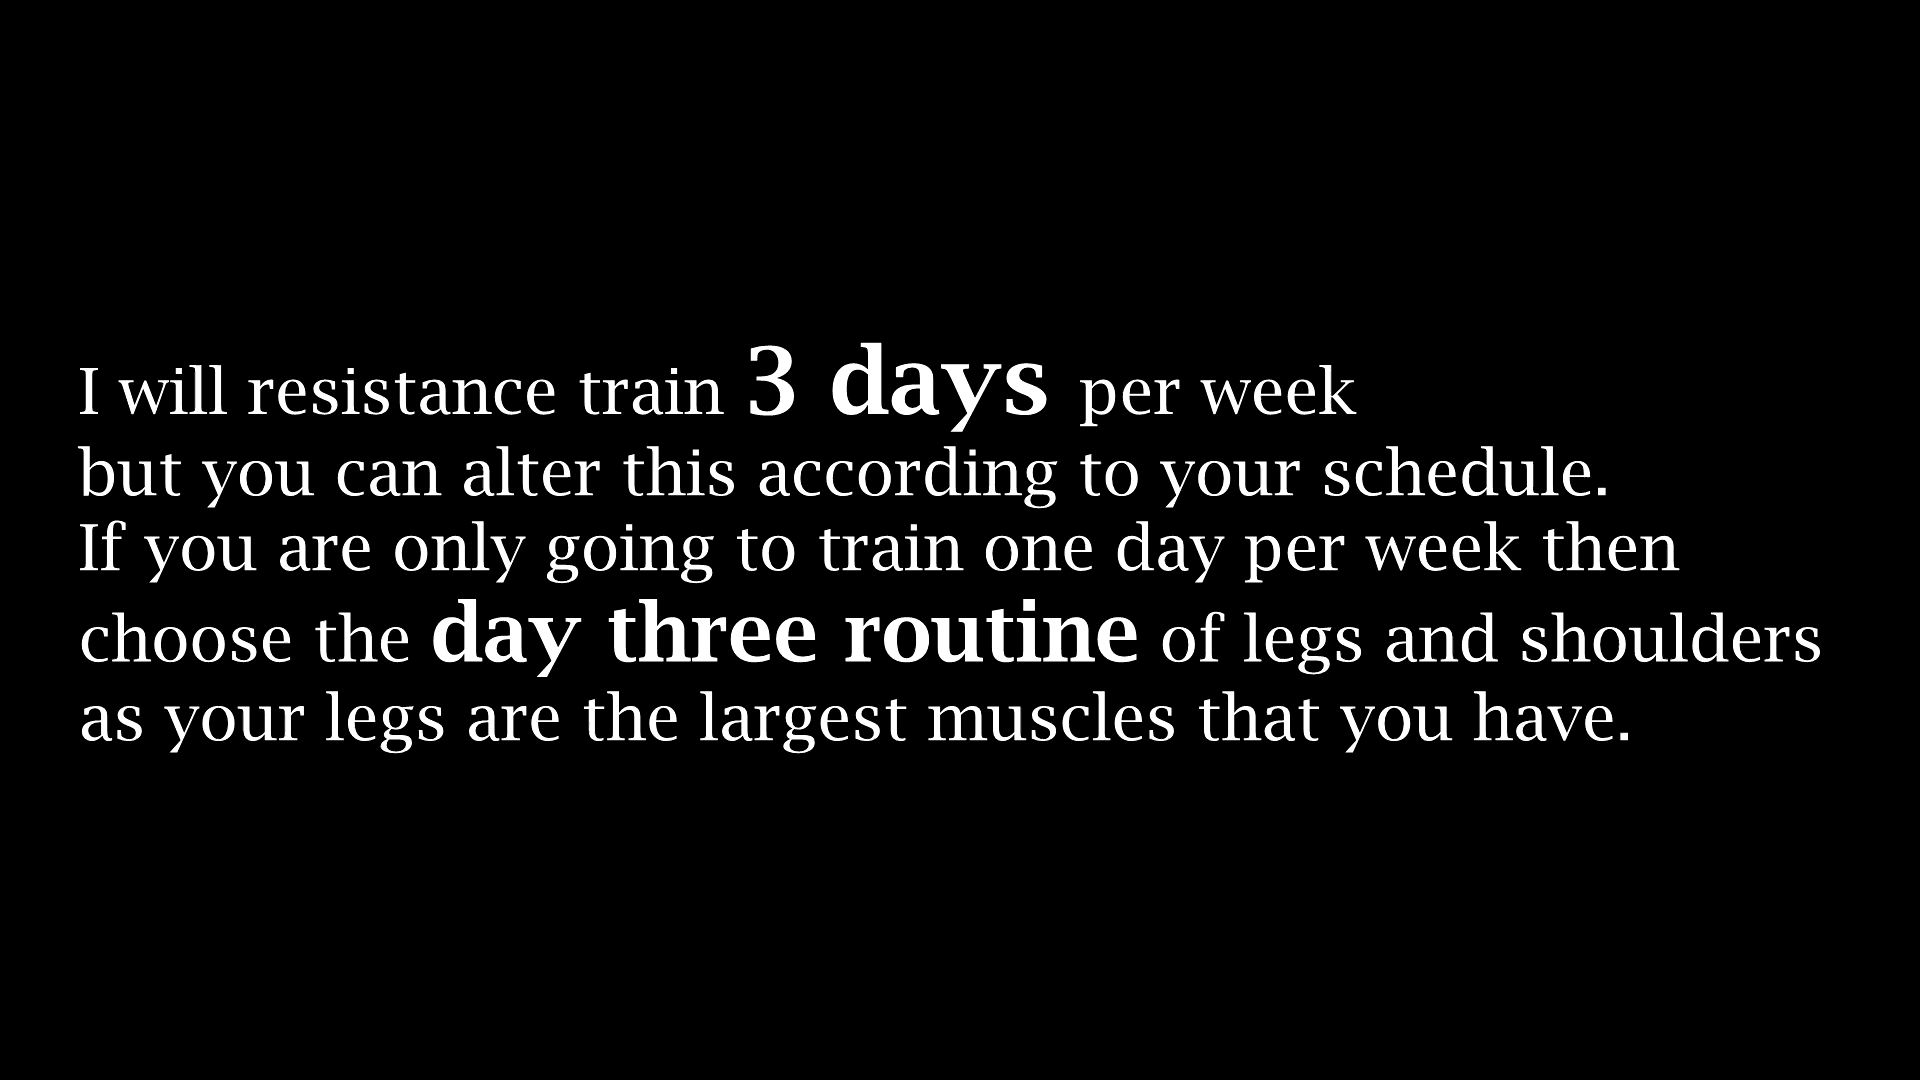 I will resistance train 3 days per week
but you can alter this according to your schedule.
If you are only going to train one day per week then
choose the day three routine of legs and shoulders
as your legs are the largest muscles that you have.